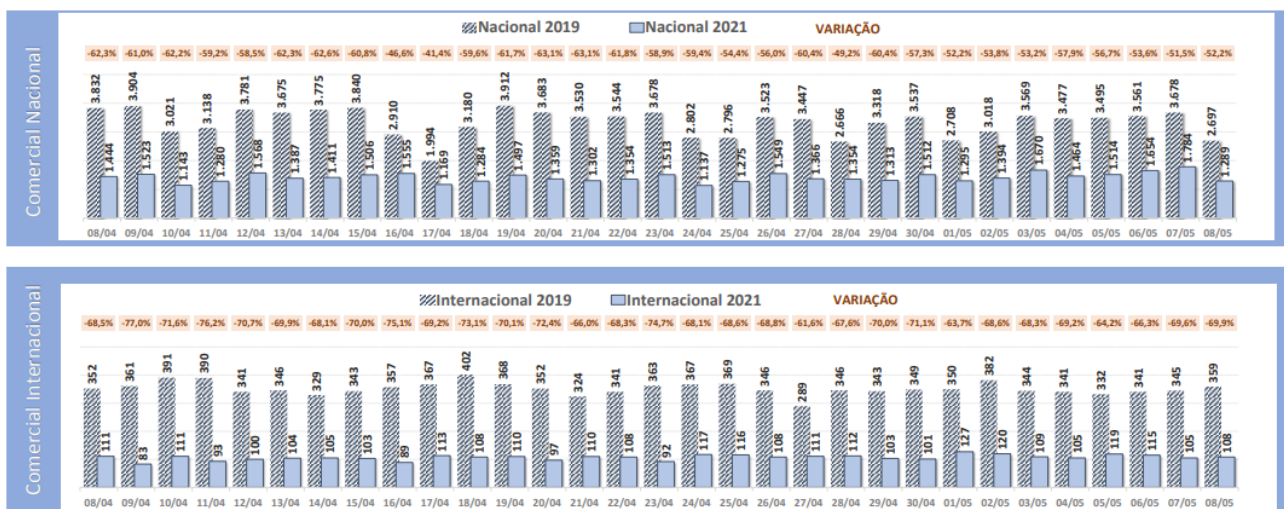 Comercial Nacional
Nacional 2019 Nacional 2021 VARIAÇÃO
-62,3% -61,0% -62,2% -59,2% -58,5% -62,3% -62,6% -60,8% -46,6% -41,4% -59,6% -61,7% -63,1% -63,1% -61,8% -58,9% -59,4% -54,4% -56,0% -60,4% -49,2% -60,4% -57,3% -52,2% -53,8% -53,2% -57,9% -56,7% -53,6% -51,5% -52,2%
3.832 3.904 3.021 3.138 3.781 3.675 3.775 3.840 2.910 1.994 3.180 3.912 3.683 3.530 3.544 3.678 2.802 2.796 3.523 3.447 2.666 3.318 3.537 2.708 3.018 3.569 3.477 3.495 3.561 3.678 2.697
1.444 1.523 1.143 1.280 1.568 1.387 1.411 1.506 1.555 1.169 1.284 1.497 1.359 1.302 1.354 1.513 1.137 1.275 1.549 1.366 1.354 1.313 1.512 1.295 1.394 1.670 1.464 1.514 1.654 1.784 1.289
08/04 09/04 10/04 11/04 12/04 13/04 14/04 15/04 16/04 17/04 18/04 19/04 20/04 21/04 22/04 23/04 24/04 25/04 26/04 27/04 28/04 29/04 30/04 01/05 02/05 03/05 04/05 05/05 06/05 07/05 08/05
Comercial Internacional
Internacional 2019 Internacional 2021 VARIAÇÃO
-68,5% -77,0% -71,6% -76,2% -70,7% -69,9% -68,1% -70,0% -75,1% -69,2% -73,1% -70,1% -72,4% -66,0% -68,3% -74,7% -68,1% -68,6% -68,8% -61,6% -67,6% -70,0% -71,1% -63,7% -68,6% -68,3% -69,2% -64,2% -66,3% -69,6% -69,9%
352 361 391 390 341 346 329 343 357 367 402 368 352 324 341 363 367 369 346 289 346 343 349 350 382 344 341 332 341 345 359
111 83 111 93 100 104 105 103 89 113 108 110 97 110 108 92 117 116 108 111 112 103 101 127 120 109 105 119 115 105 108
08/04 09/04 10/04 11/04 12/04 13/04 14/04 15/04 16/04 17/04 18/04 19/04 20/04 21/04 22/04 23/04 24/04 25/04 26/04 27/04 28/04 29/04 30/04 01/05 02/05 03/05 04/05 05/05 06/05 07/05 08/05